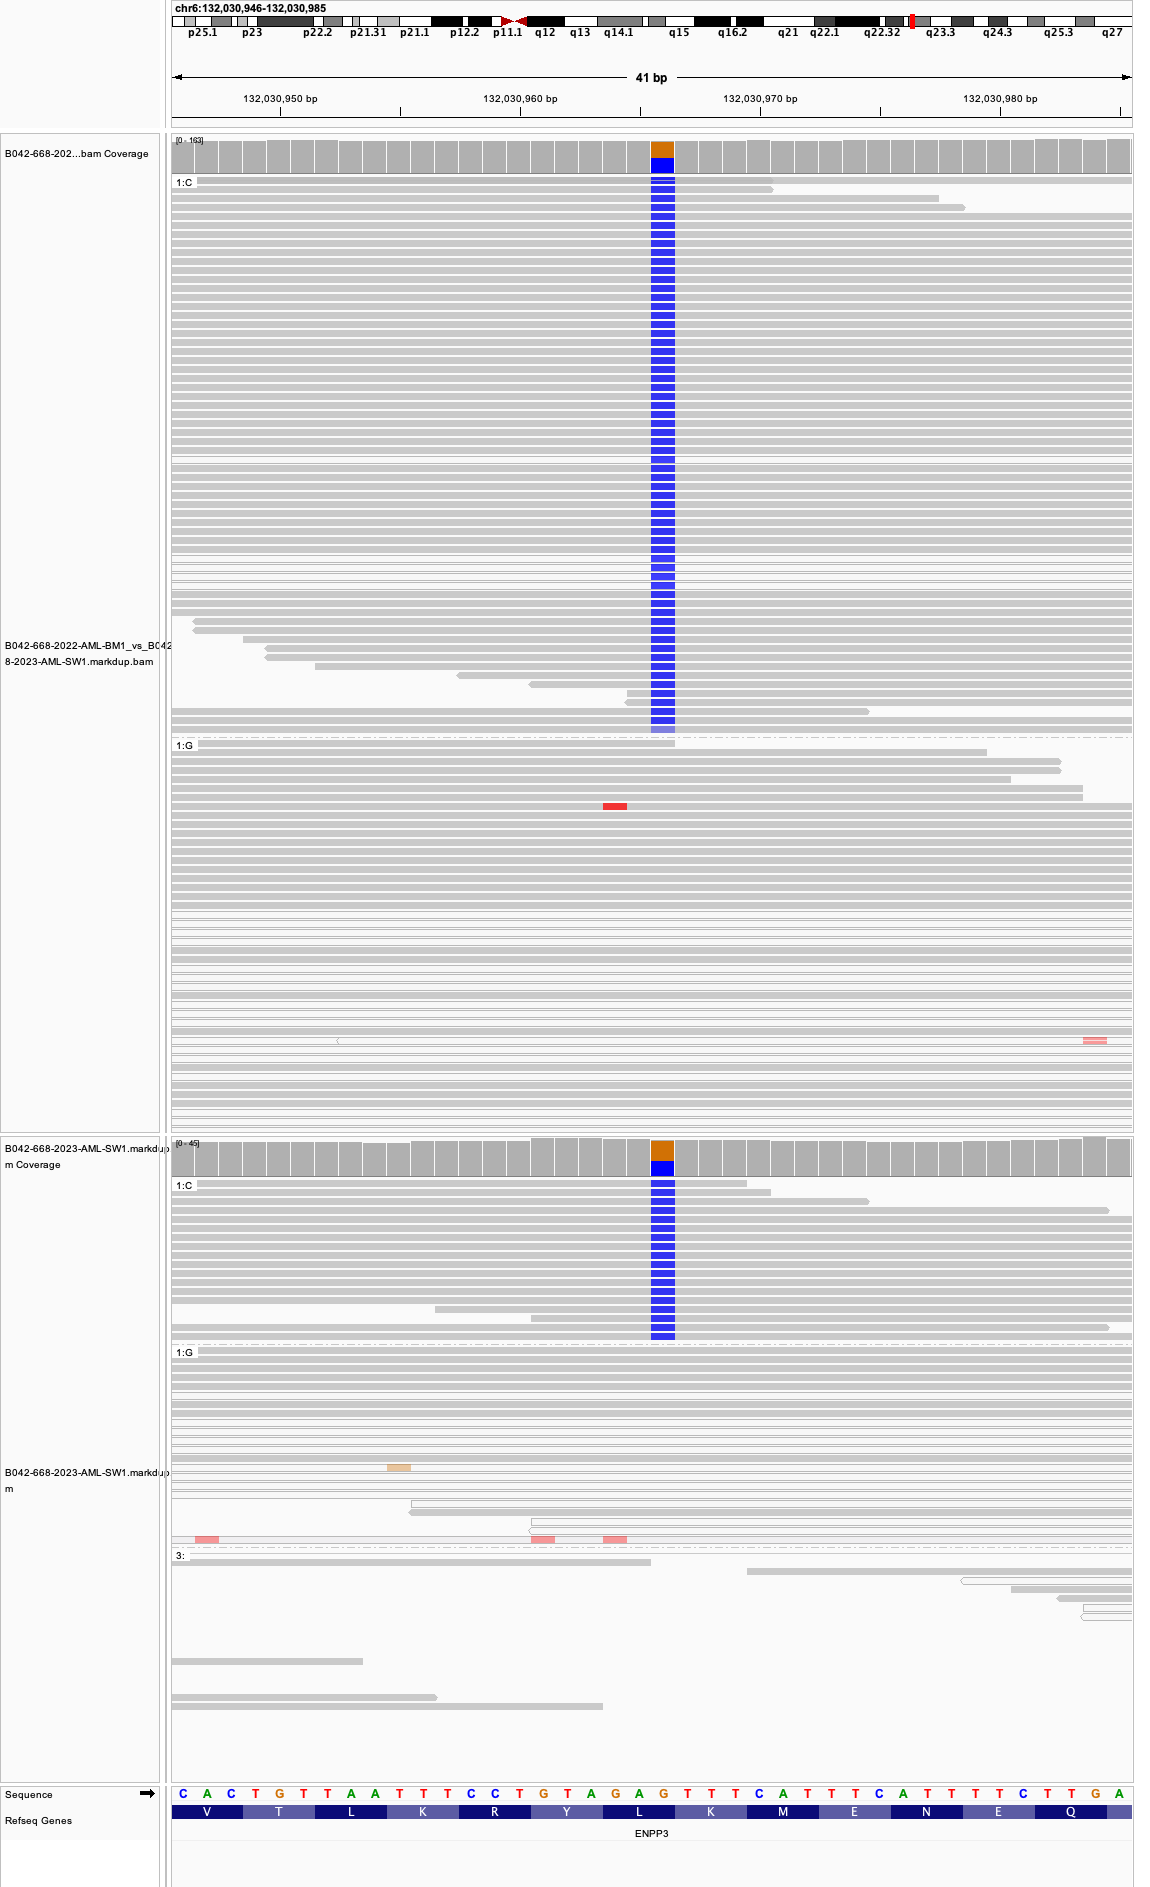 chr6:132,030,946-132,030,985
p25.1 p23 p22.2 p21.31 p21.1 p12.2 p11.1 q12 q13 q14.1 q15 q16.2 q21 q22.1 q22.32 q23.3 q24.3 q25.3 q27
41 bp
132,030,950 bp 132,030,960 bp 132,030,970 bp 132,030,980 bp
[0 - 163]
B042-668-202...bam Coverage
1:C
B042-668-2022-AML-BM1_vs_B042
8-2023-AML-SW1.markdup.bam
1:G
[0 - 45]
B042-668-2023-AML-SW1.markdup
m Coverage
1:C
1:G
B042-668-2023-AML-SW1.markdup
m
3:
Sequence C A C T G T T A A T T T C C T G T A G A G T T T C A T T T C A T T T T C T T G A
V T L K R Y L K M E N E Q
Refseq Genes
ENPP3